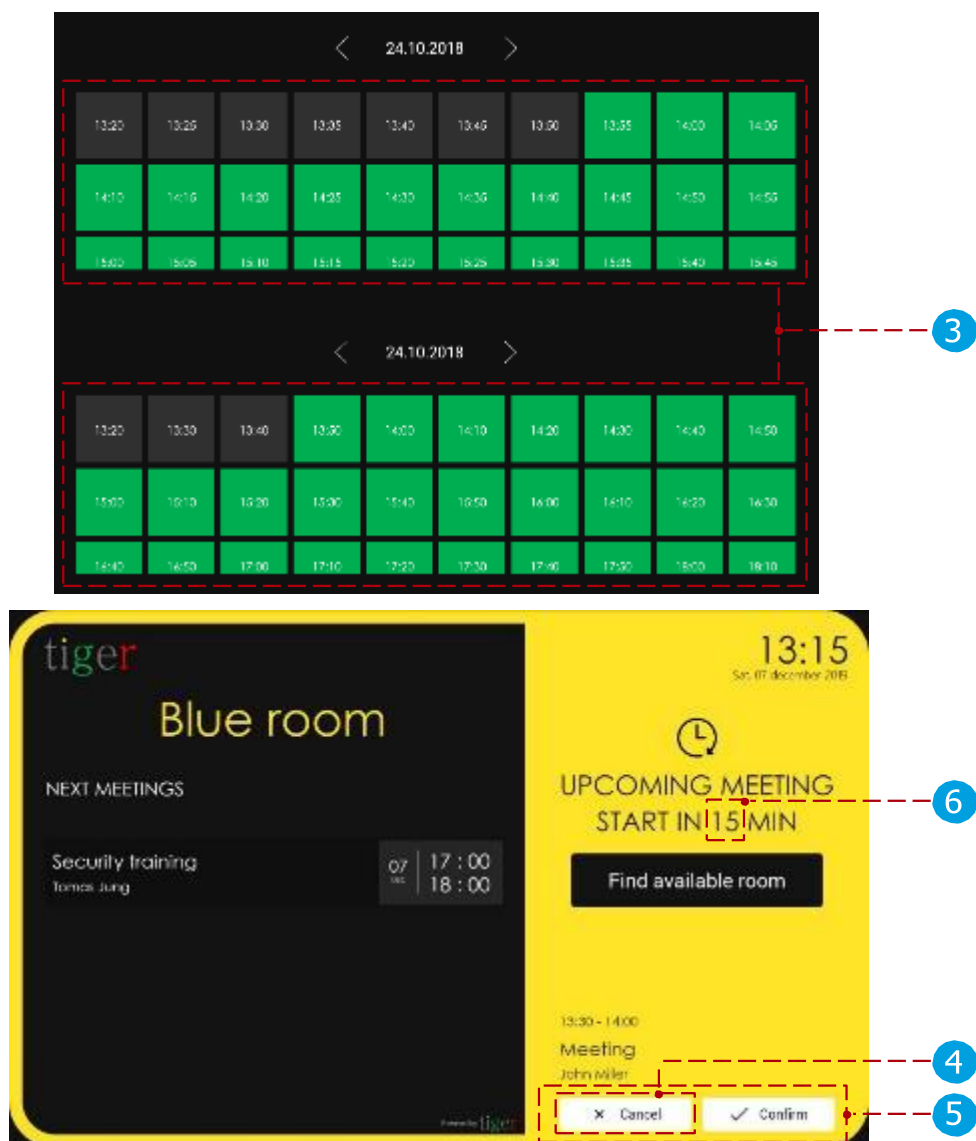 24.10.2018
13:20 13:25 13:30 13:35 13:40 13:45 13:50 13:55 14:00 14:05
14:10 14:15 14:20 14:25 14:30 14:35 14:40 14:45 14:50 14:55
15:00 15:05 15:10 15:15 15:20 15:25 15:30 15:35 15:40 15:45
3
24.10.2018
13:20 13:30 13:40 13:50 14:00 14:10 14:20 14:30 14:40 14:50
15:00 15:10 15:20 15:30 15:40 15:50 16:00 16:10 16:20 16:30
16:40 16:50 17:00 17:10 17:20 17:30 17:40 17:50 18:00 18:10
tiger
Blue room
NEXT MEETINGS
Security training
Tomas Jung
07
17 : 00
18 : 00
Powered by tiger
13:15
Sat. 07 december 2019
UPCOMING MEETING
START IN 15 MIN
6
Find available room
13:30 - 14:00
Meeting
John Miller
4
Cancel
Confirm
5